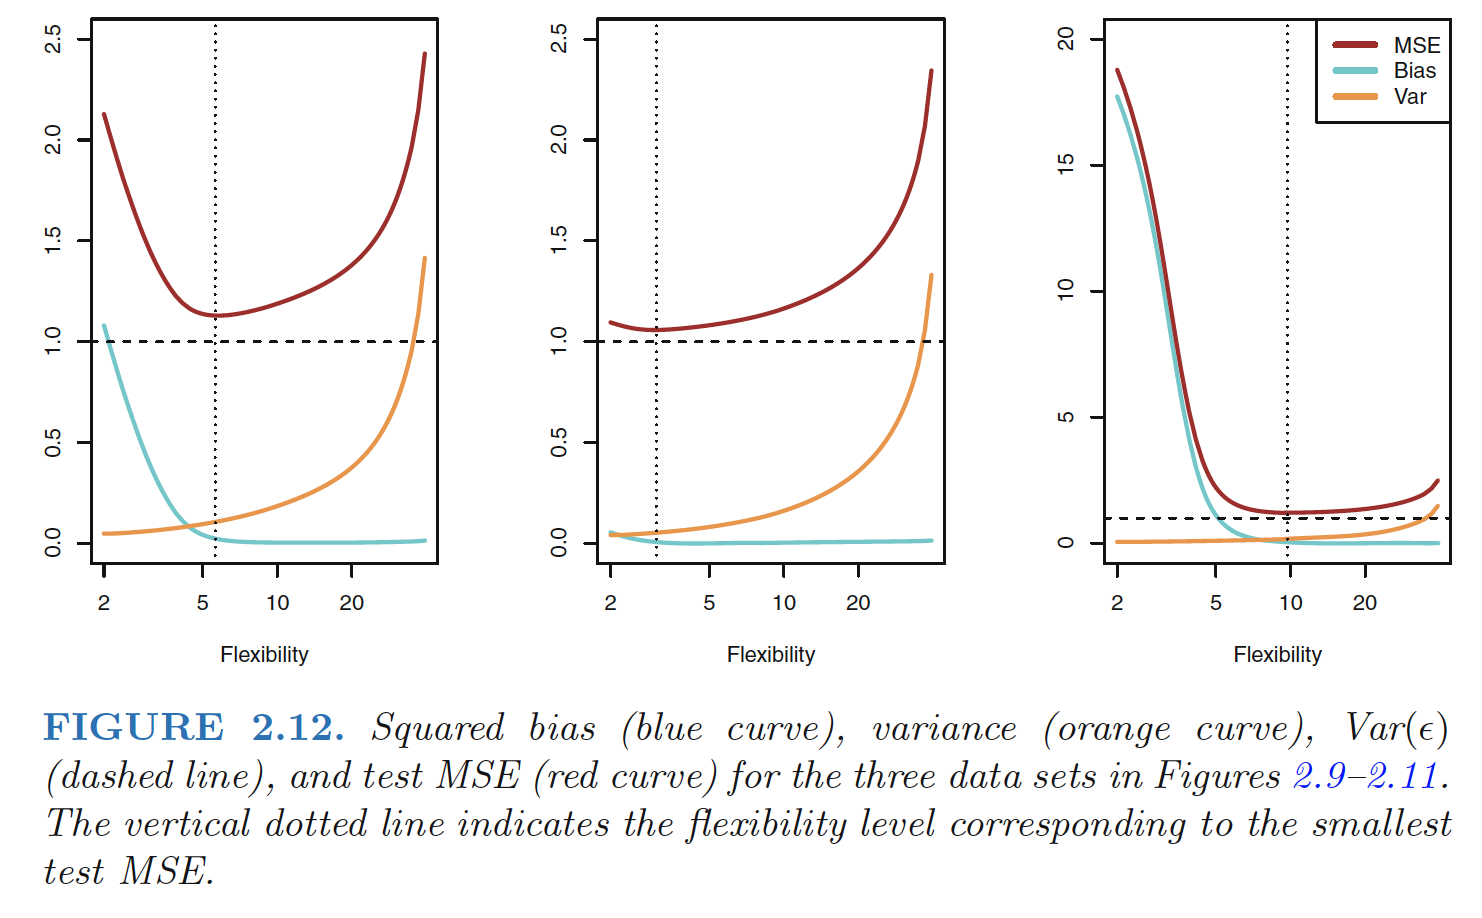 2.5
2.0
1.5
1.0
0.5
0.0
2 5 10 20
Flexibility
2.5
2.0
1.5
1.0
0.5
0.0
2 5 10 20
Flexibility
20
15
10
5
0
MSE
Bias
Var
2 5 10 20
Flexibility
FIGURE 2.12. Squared bias (blue curve), variance (orange curve), Var(ϵ)
(dashed line), and test MSE (red curve) for the three data sets in Figures 2.9–2.11.
The vertical dotted line indicates the flexibility level corresponding to the smallest
test MSE.